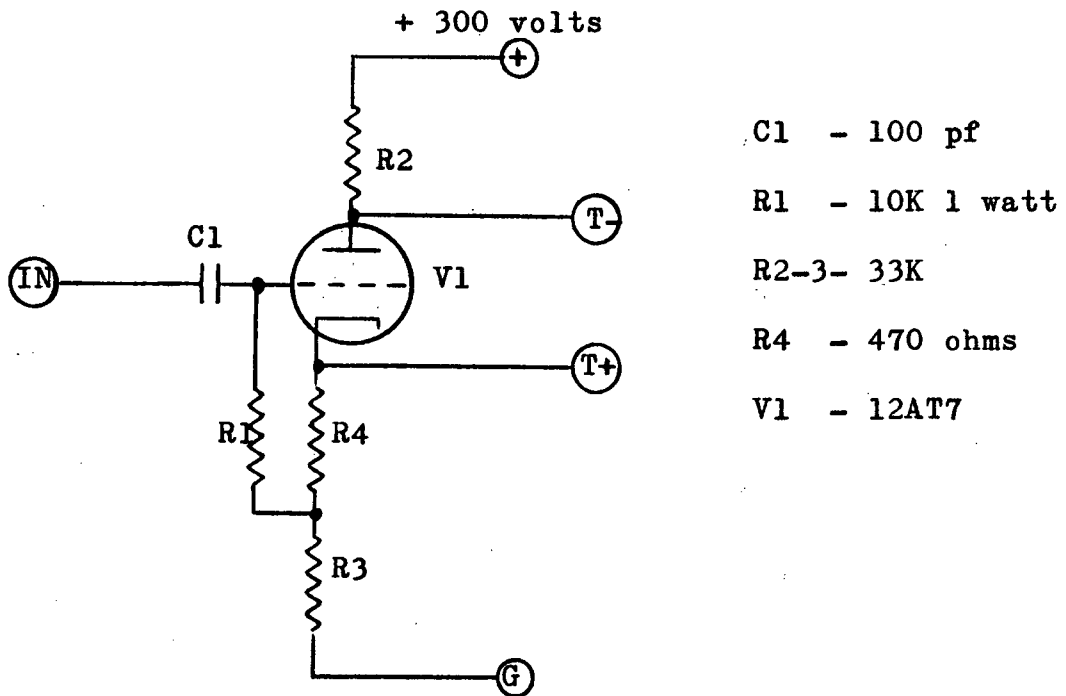 + 300 volts
+
R2
T-
C1
IN
V1
T+
R1
R4
R3
G
C1 - 100 pf
R1 - 10K 1 watt
R2-3- 33K
R4 - 470 ohms
V1 - 12AT7